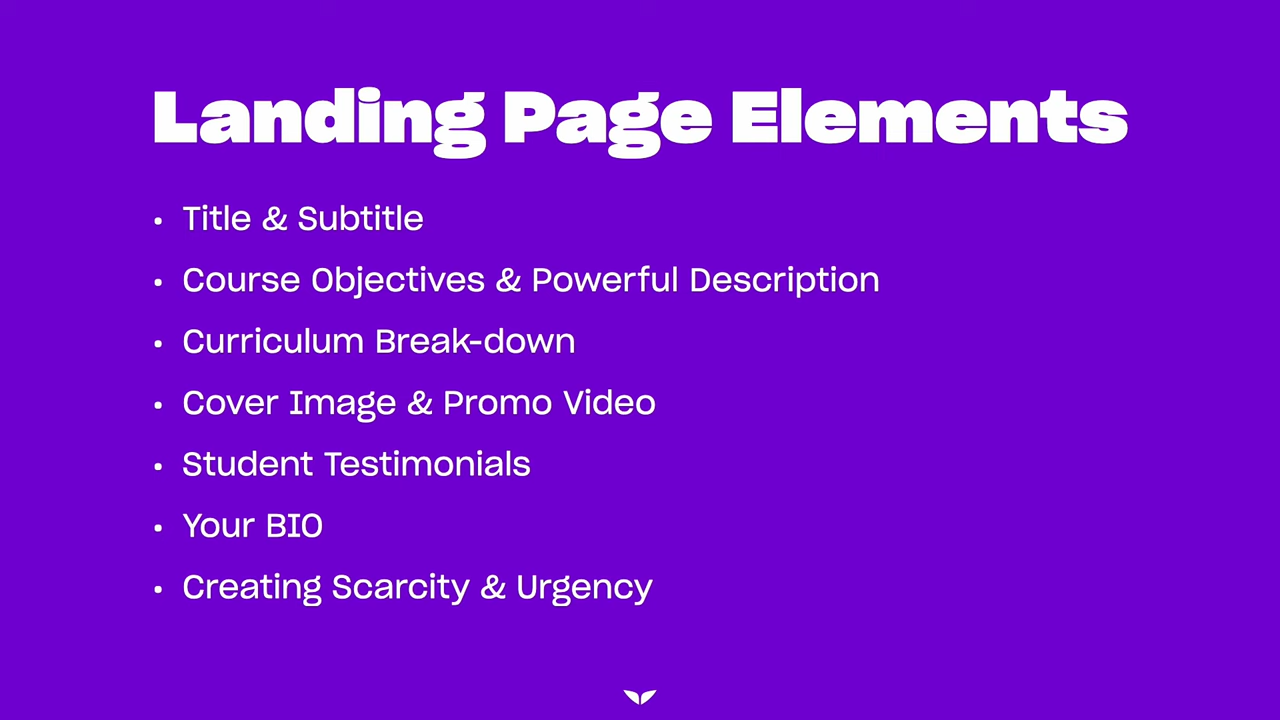 Landing Page Elements
• Title & Subtitle
• Course Objectives & Powerful Description
• Curriculum Break-down
• Cover Image & Promo Video
• Student Testimonials
• Your BIO
• Creating Scarcity & Urgency